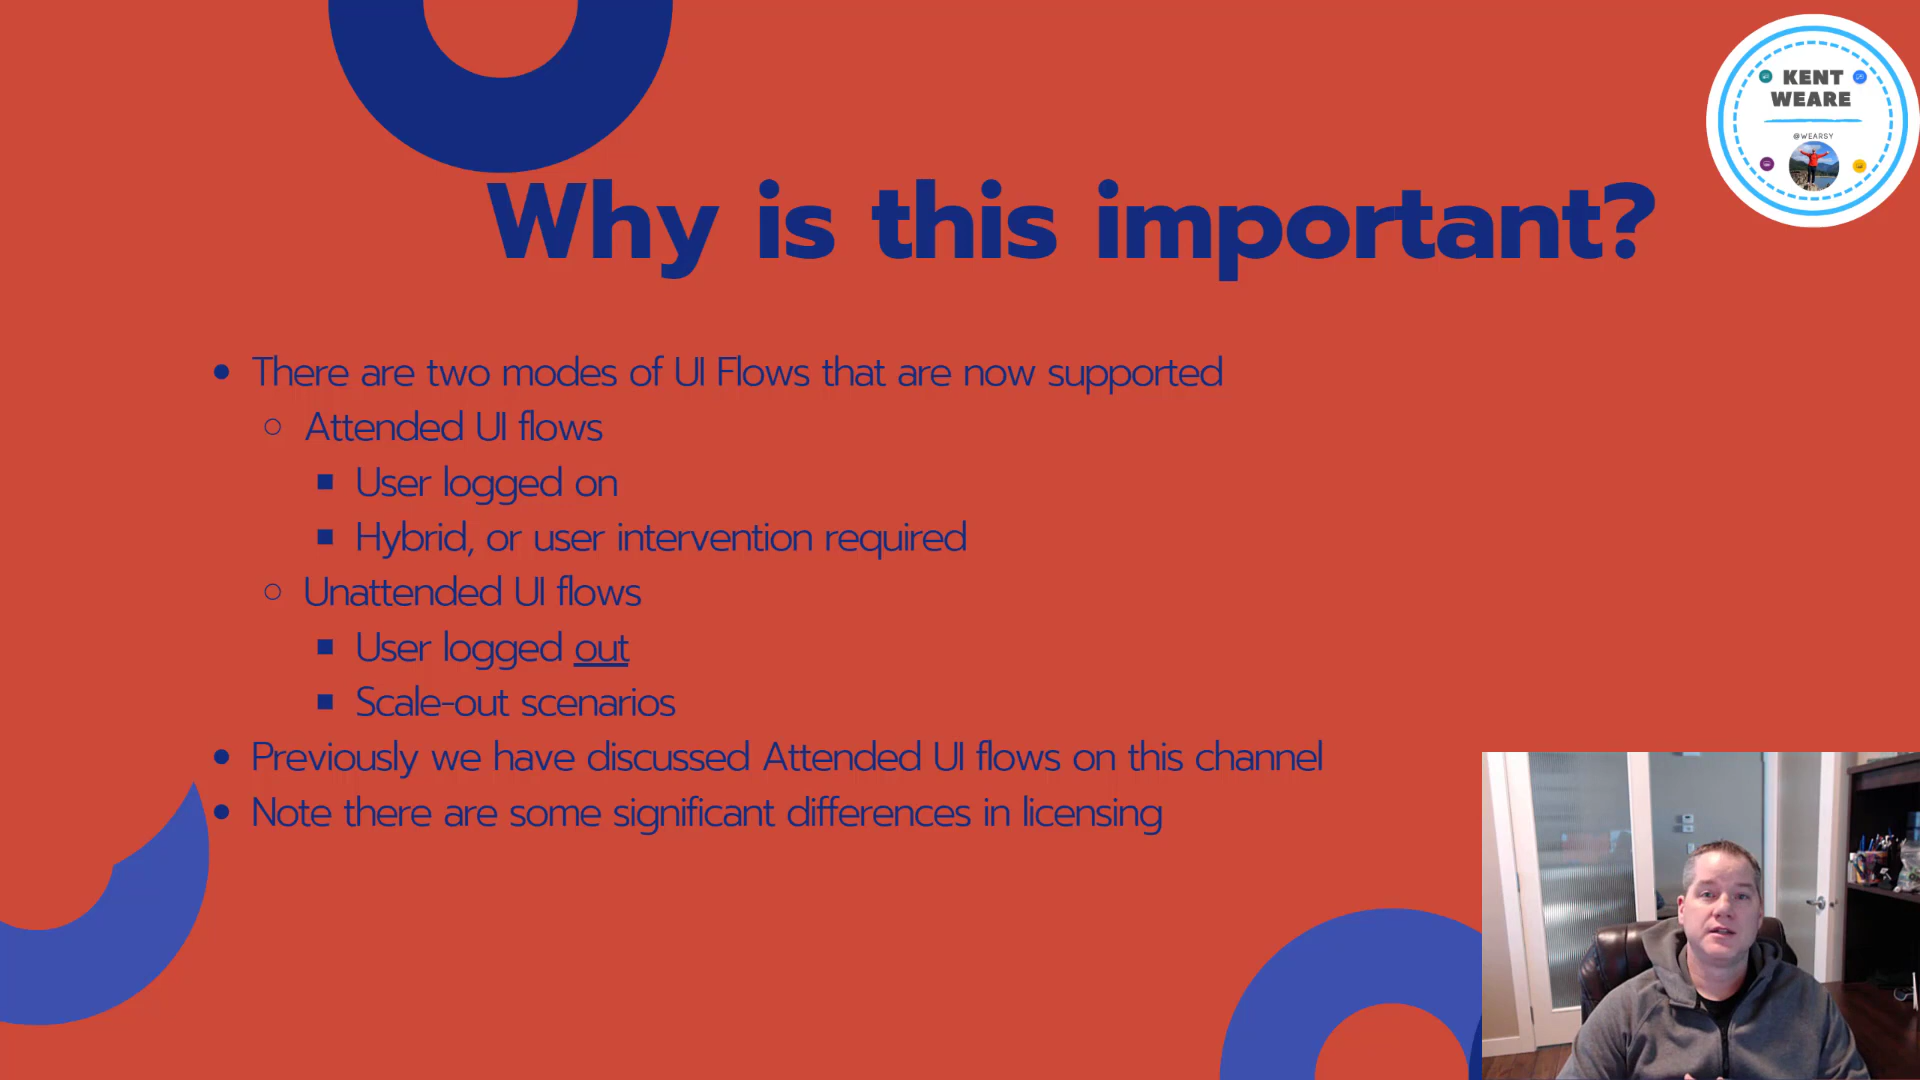 KENT
WEARE
@WEARSY
Why is this important?
There are two modes of UI Flows that are now supported
Attended UI flows
User logged on
Hybrid, or user intervention required
Unattended UI flows
User logged out
Scale-out scenarios
Previously we have discussed Attended UI flows on this channel
Note there are some significant differences in licensing